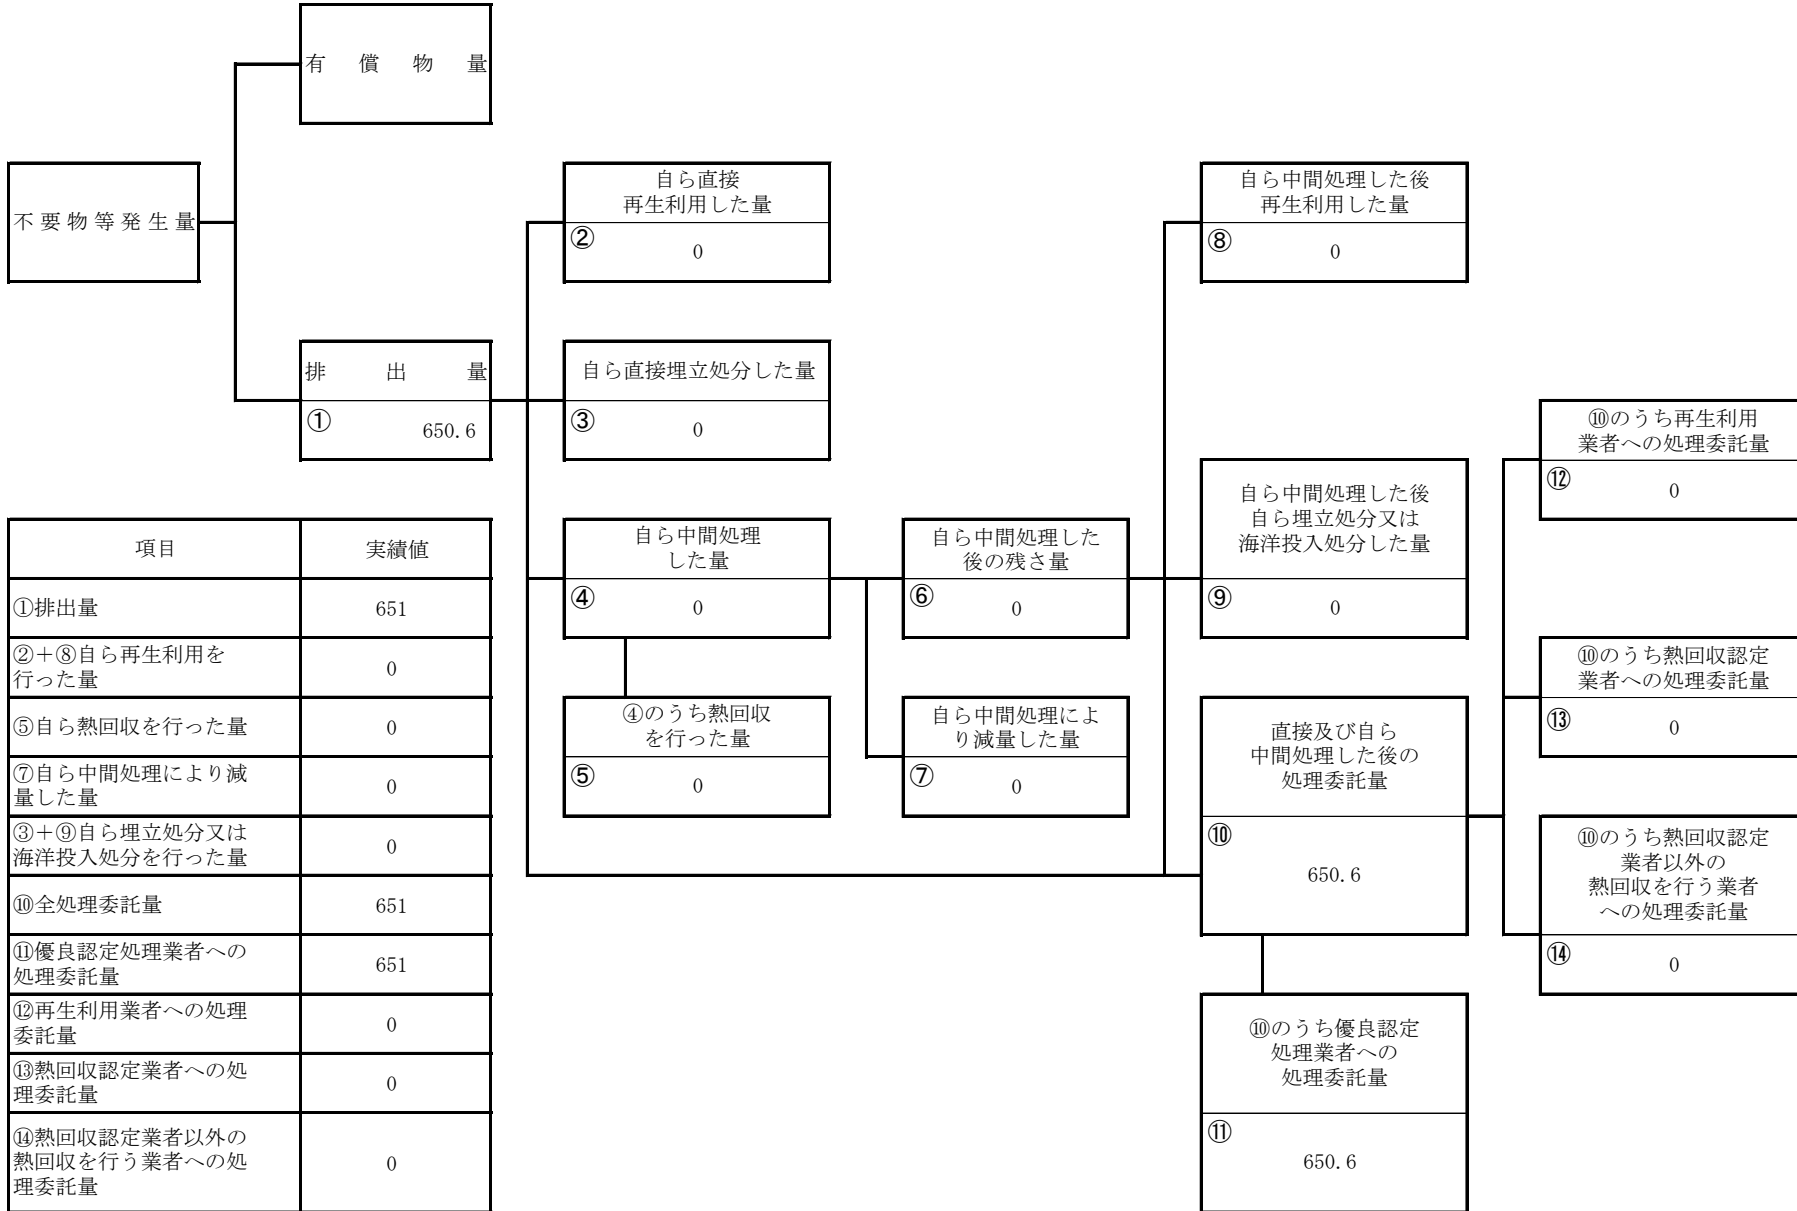 有償物量
不要物等発生量
自ら直接
再生利用した量
②
0
自ら中間処理した後
再生利用した量
⑧
0
排出量
①
650.6
自ら直接埋立処分した量
③
0
⑩のうち再生利用
業者への処理委託量
⑫
0
自ら中間処理した後
自ら埋立処分又は
海洋投入処分した量
⑨
0
自ら中間処理
した量
④
0
自ら中間処理した
後の残さ量
⑥
0
④のうち熱回収
を行った量
⑤
0
自ら中間処理によ
り減量した量
⑦
0
直接及び自ら
中間処理した後の
処理委託量
⑩
650.6
⑩のうち熱回収認定
業者への処理委託量
⑬
0
⑩のうち熱回収認定
業者以外の
熱回収を行う業者
への処理委託量
⑭
0
⑩のうち優良認定
処理業者への
処理委託量
⑪
650.6
項目 実績値
①排出量 651
②+⑧自ら再生利用を
行った量 0
⑤自ら熱回収を行った量 0
⑦自ら中間処理により減
量した量 0
③+⑨自ら埋立処分又は
海洋投入処分を行った量 0
⑩全処理委託量 651
⑪優良認定処理業者への
処理委託量 651
⑫再生利用業者への処理
委託量 0
⑬熱回収認定業者への処
理委託量 0
⑭熱回収認定業者以外の
熱回収を行う業者への処
理委託量 0